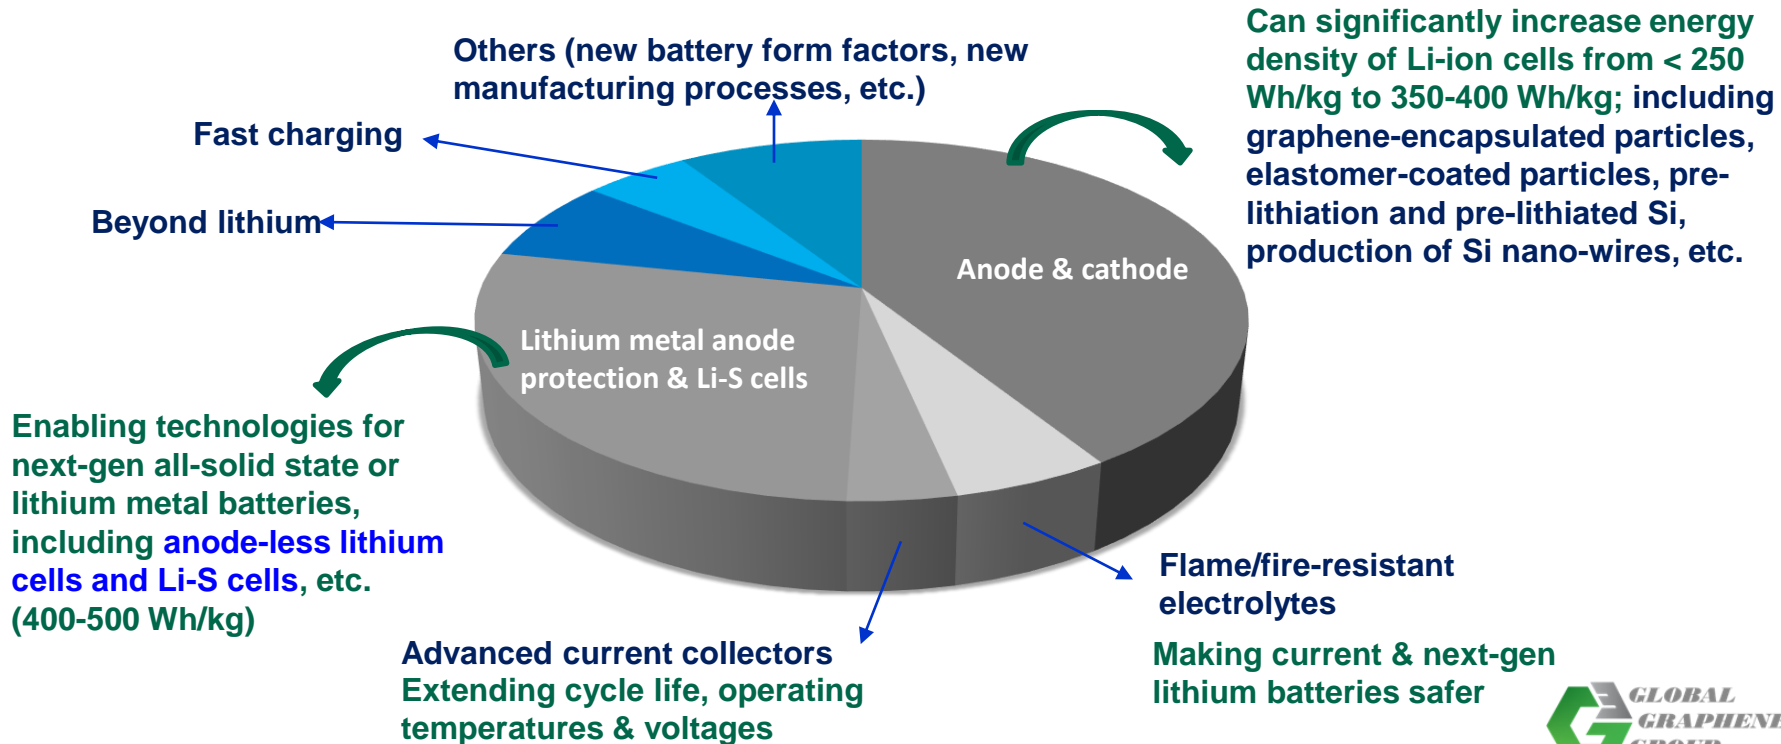 Others (new battery form factors, new
manufacturing processes, etc.)
Can significantly increase energy
density of Li-ion cells from < 250
Wh/kg to 350-400 Wh/kg; including
graphene-encapsulated particles,
elastomer-coated particles, pre-
lithiation and pre-lithiated Si,
production of Si nano-wires, etc.
Fast charging
Beyond lithium
Anode & cathode
Lithium metal anode
protection & Li-S cells
Enabling technologies for
next-gen all-solid state or
lithium metal batteries,
including anode-less lithium
cells and Li-S cells, etc.
(400-500 Wh/kg)
Advanced current collectors
Extending cycle life, operating
temperatures & voltages
Flame/fire-resistant
electrolytes
Making current & next-gen
lithium batteries safer
GLOBAL
GRAPHENE
GROUP